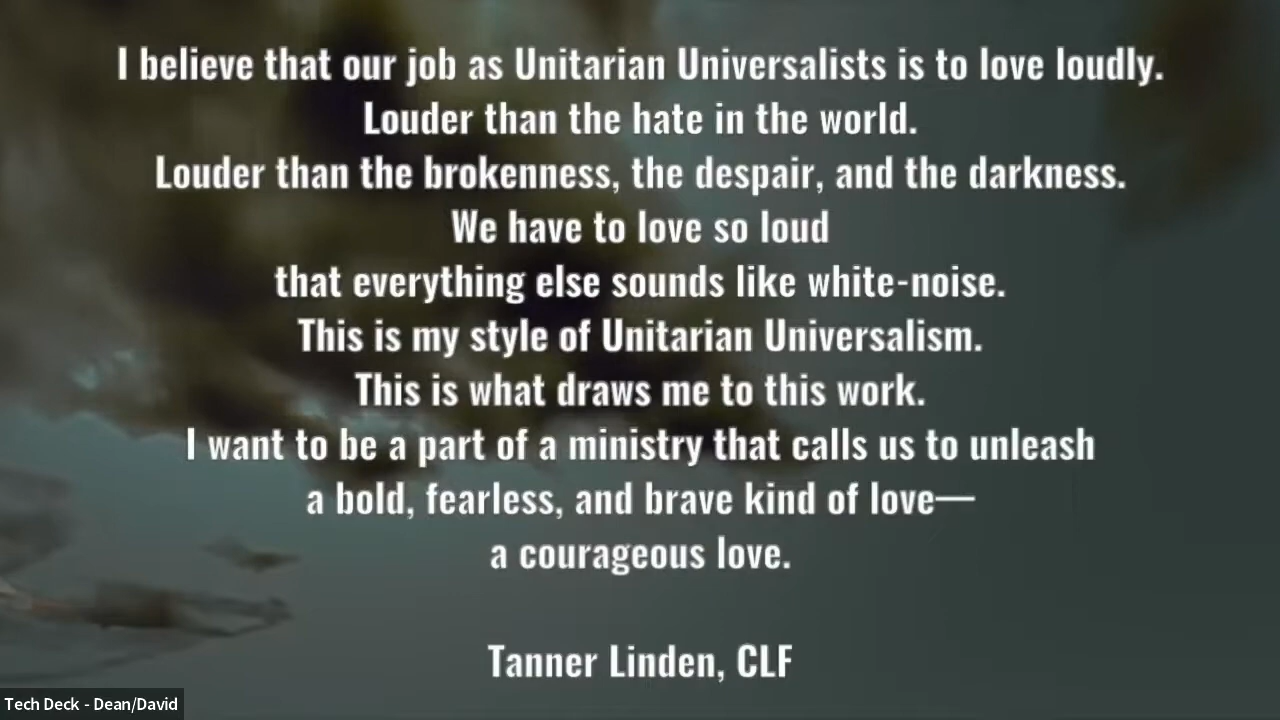 I believe that our job as Unitarian Universalists is to love loudly.
Louder than the hate in the world.
Louder than the brokenness, the despair, and the darkness.
We have to love so loud
that everything else sounds like white-noise.
This is my style of Unitarian Universalism.
This is what draws me to this work.
I want to be a part of a ministry that calls us to unleash
a bold, fearless, and brave kind of love—
a courageous love.
Tanner Linden, CLF
Tech Deck - Dean/David